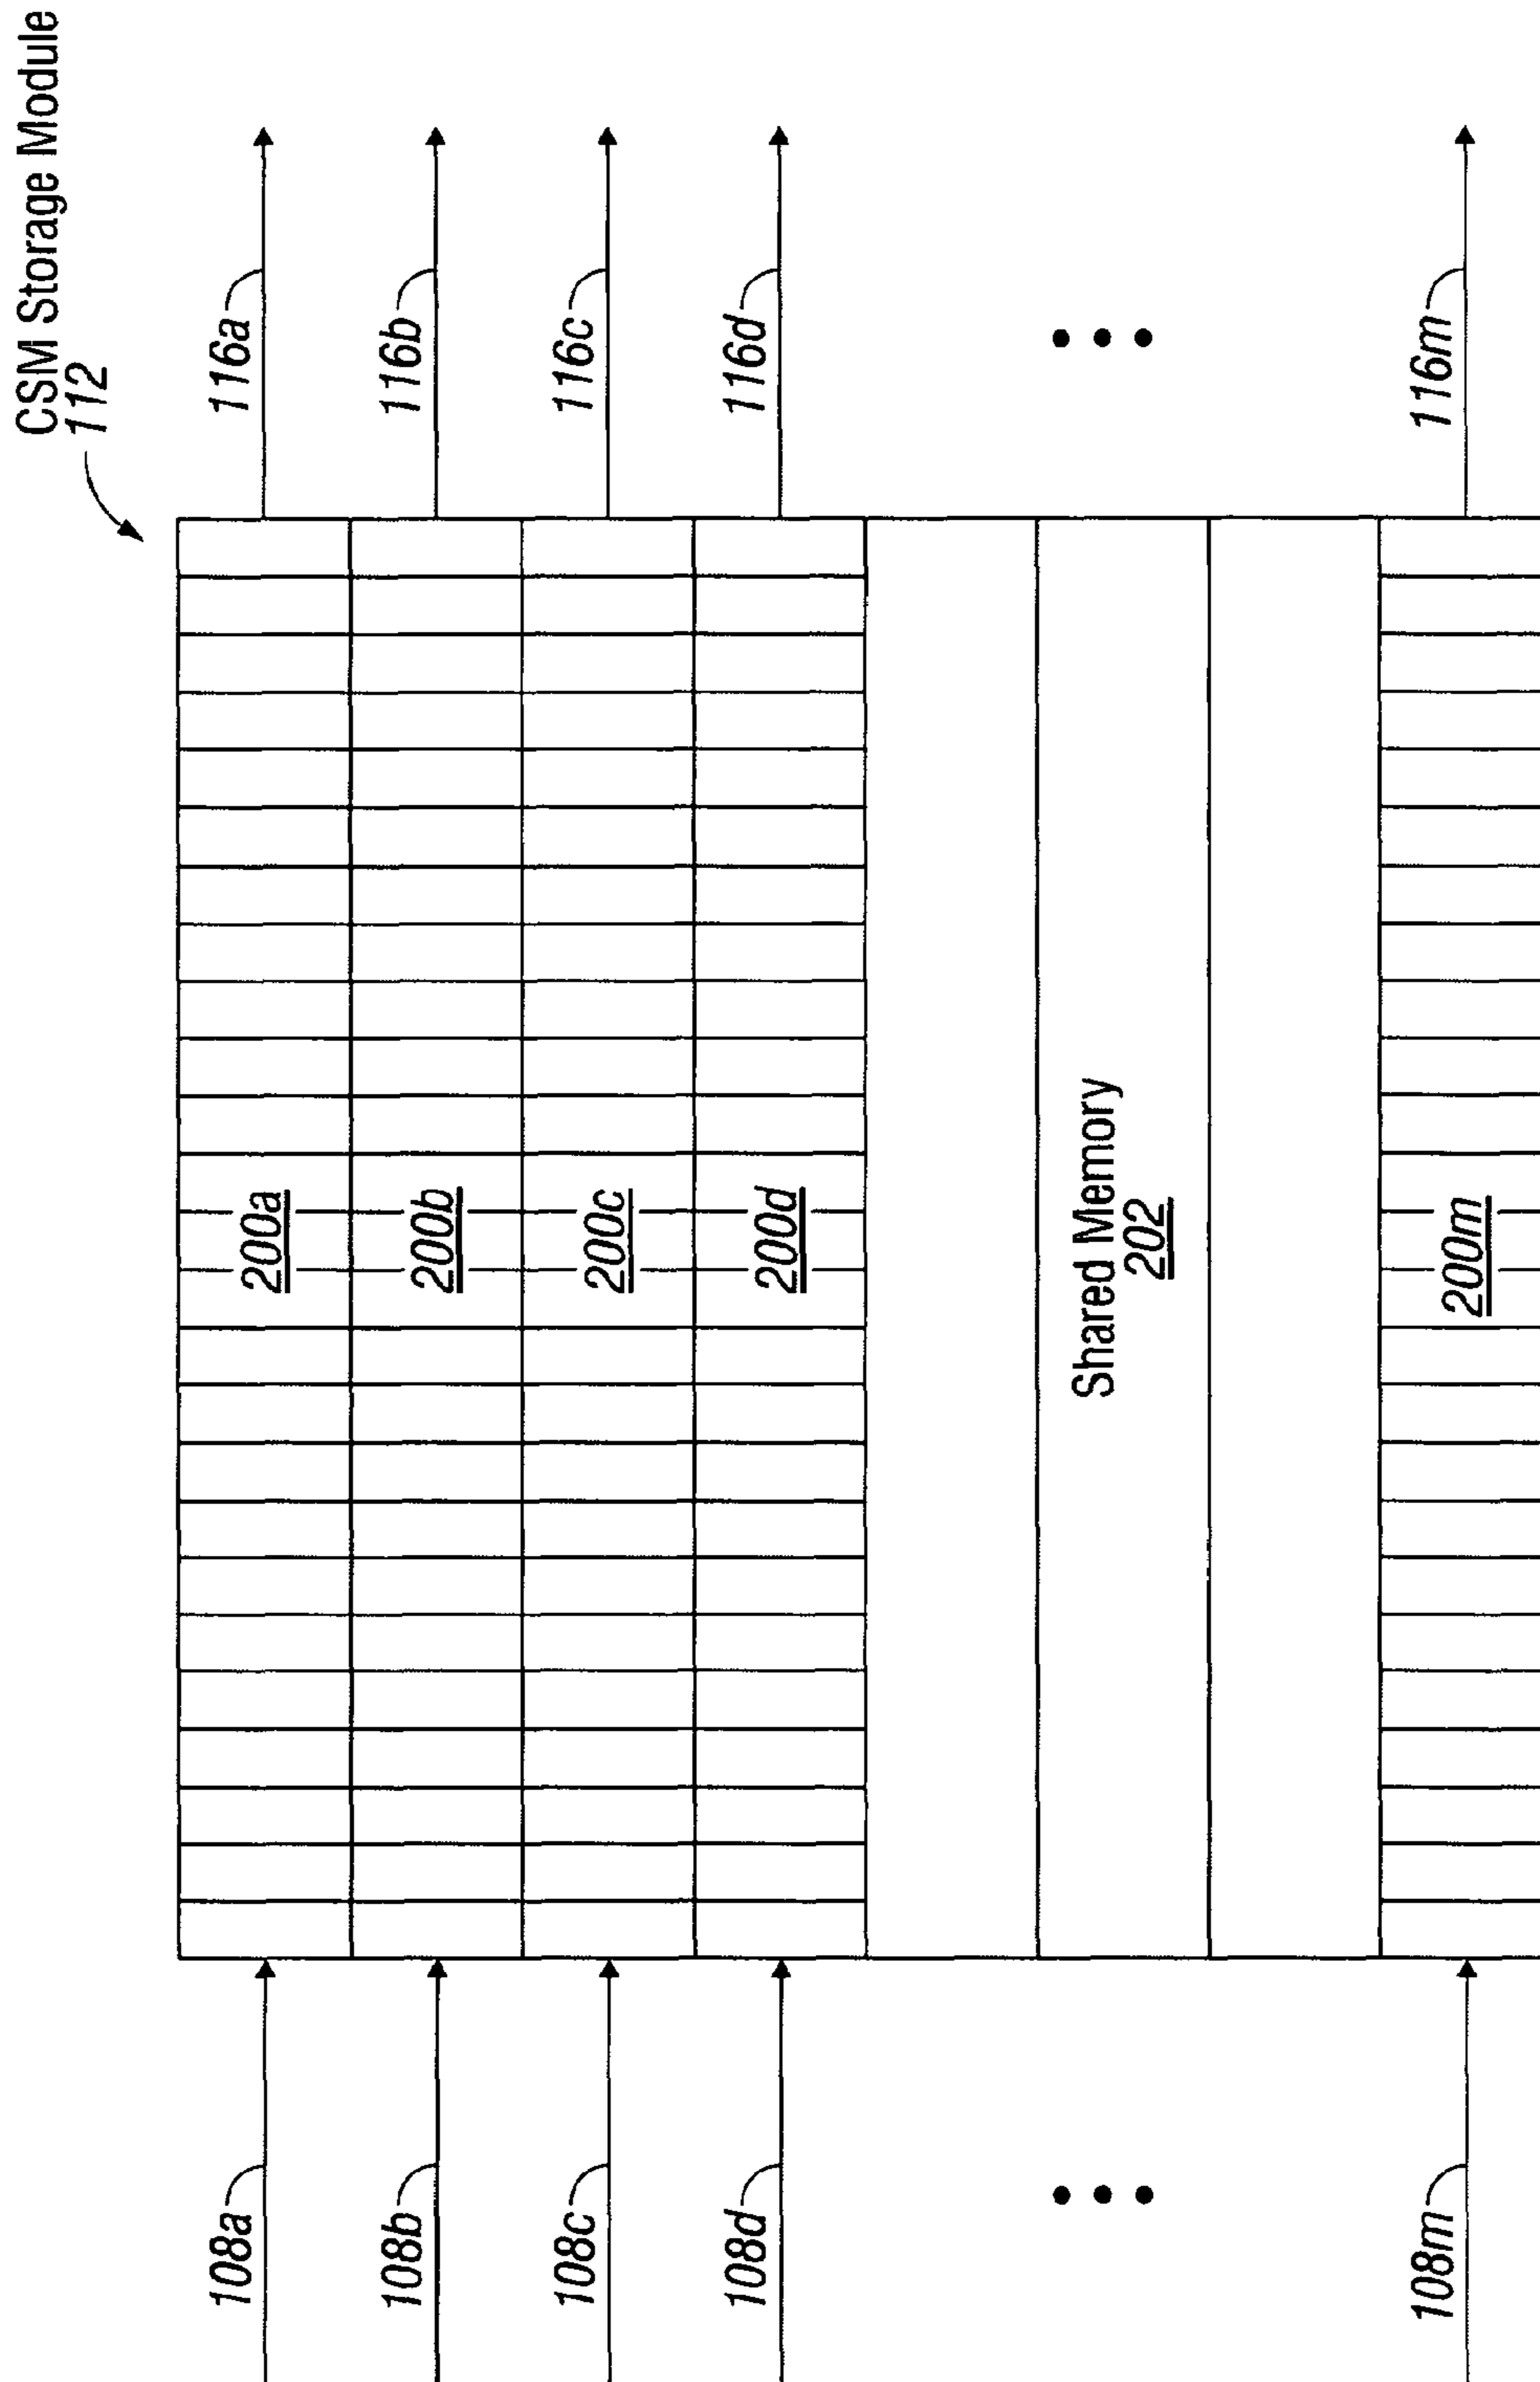 CSM Storage Module
112
108a
200a
116a
108b
200b
116b
108c
200c
116c
108d
200d
116d
Shared Memory
202
108m
200m
116m